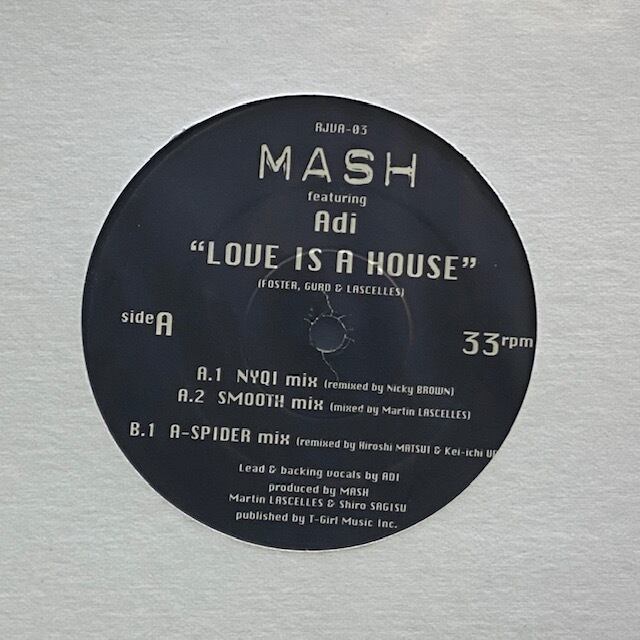 RJVA-03
MASH
featuring
Adi
"LOVE IS A HOUSE"
(FOSTER, GURD & LASCELLES)
side A
33 rpm
A.1 NYQI mix (remixed by Nicky BROWN)
A.2 SMOOTH mix (mixed by Martin LASCELLES)
B.1 A-SPIDER mix (remixed by Hiroshi MATSUI & Kei-ichi
Lead & backing vocals by ADI
produced by MASH
Martin LASCELLES & Shiro SAGISU
published by T-Girl Music Inc.